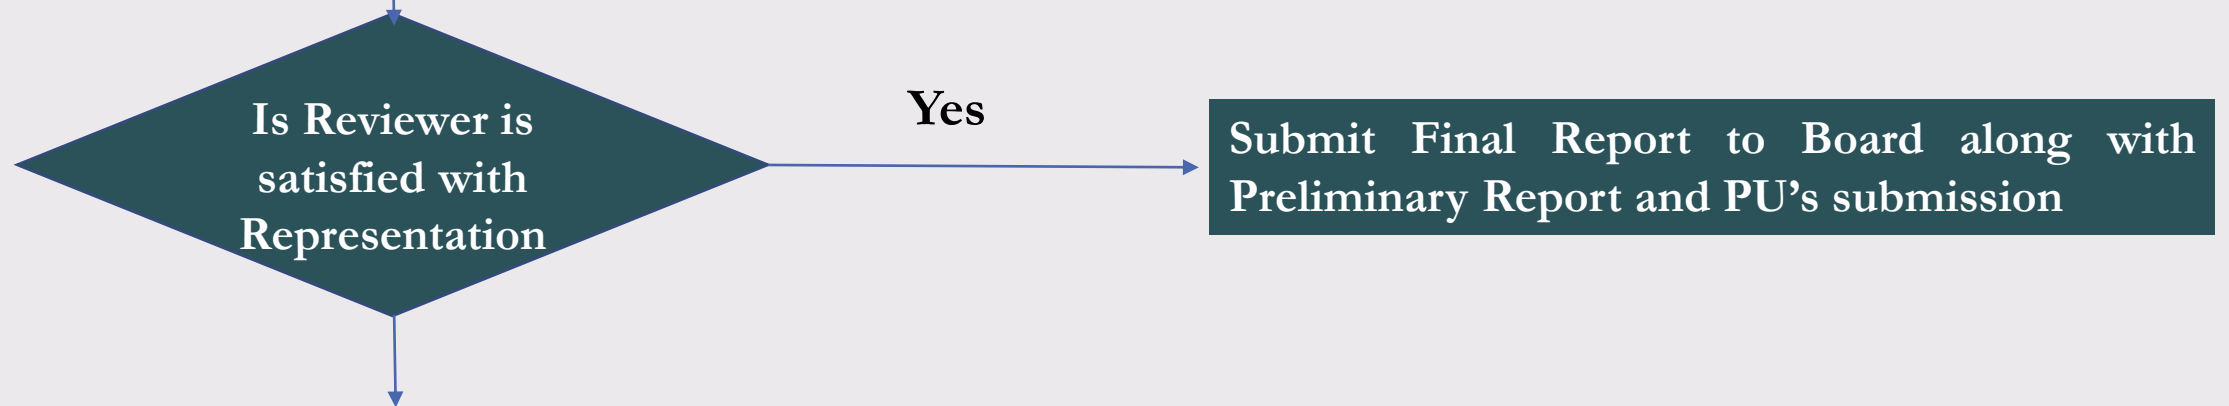 Is Reviewer is
satisfied with
Representation
Yes
Submit Final Report to Board along with
Preliminary Report and PU’s submission